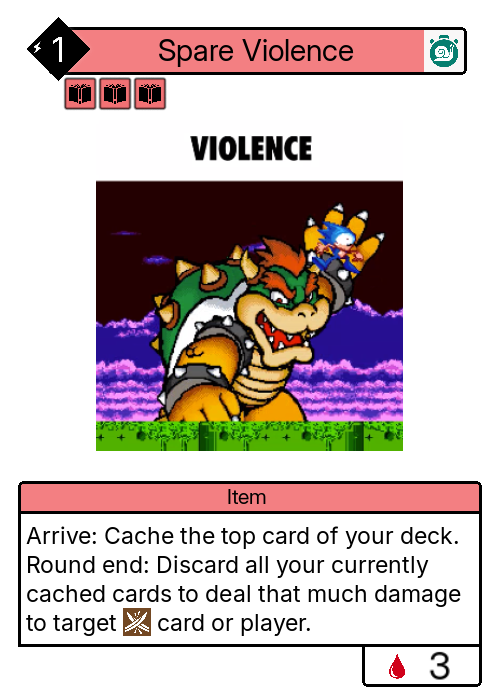 1
Spare Violence
VIOLENCE
Item
Arrive: Cache the top card of your deck.
Round end: Discard all your currently
cached cards to deal that much damage
to target card or player.
3